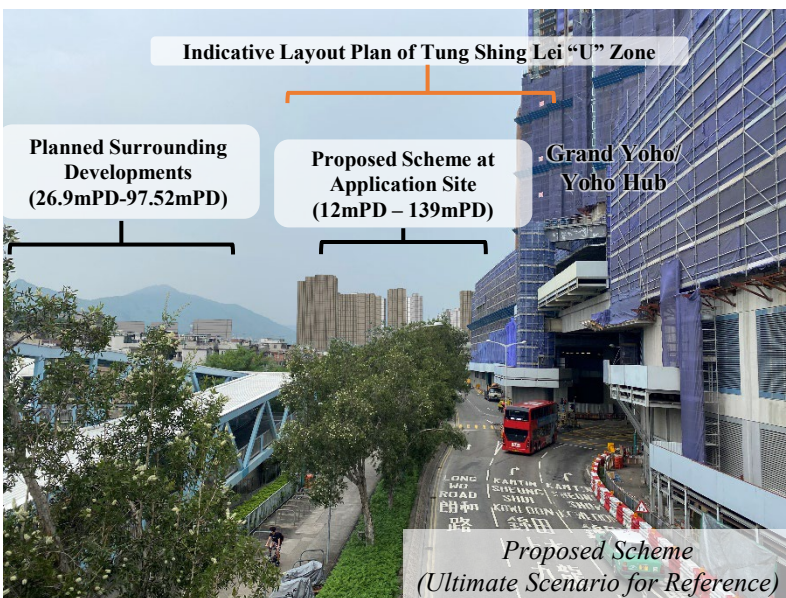 Indicative Layout Plan of Tung Shing Lei “U” Zone
Planned Surrounding
Developments
(26.9mPD-97.52mPD)
Proposed Scheme at
Application Site
(12mPD – 139mPD)
Grand Yoho/
Yoho Hub
LONG
WO
ROAD
朗和
路
KAM TIN
SHEUNG
SHUI
錦田
Proposed Scheme
(Ultimate Scenario for Reference)